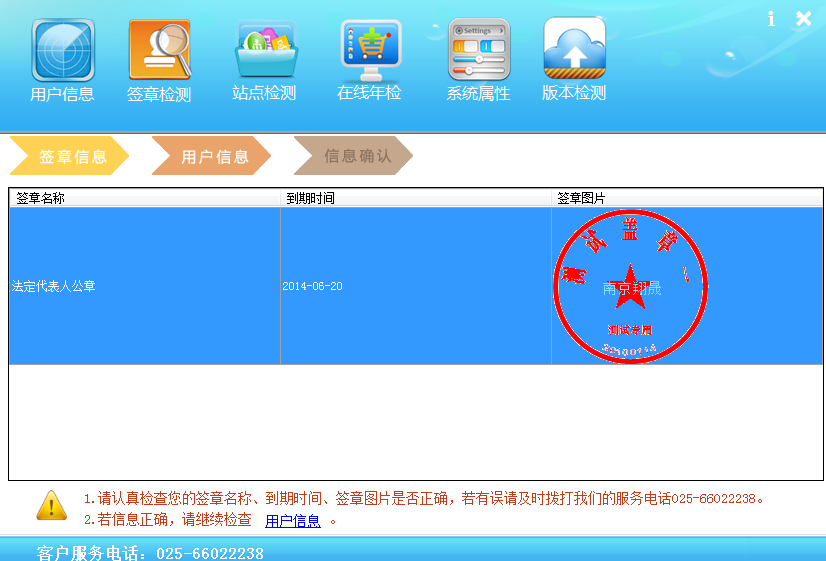 Settings
用户信息 签章检测 站点检测 在线年检 系统属性 版本检测
签章信息 用户信息 信息确认
签章名称 到期时间 签章图片
测试盖章一
法定代表人公章 2014-06-20 南京翔晟
测试专用
1.请认真检查您的签章名称、到期时间、签章图片是否正确，若有误请及时拨打我们的服务电话025-66022238。
2.若信息正确，请继续检查 用户信息 。
客户服务电话：025-66022238